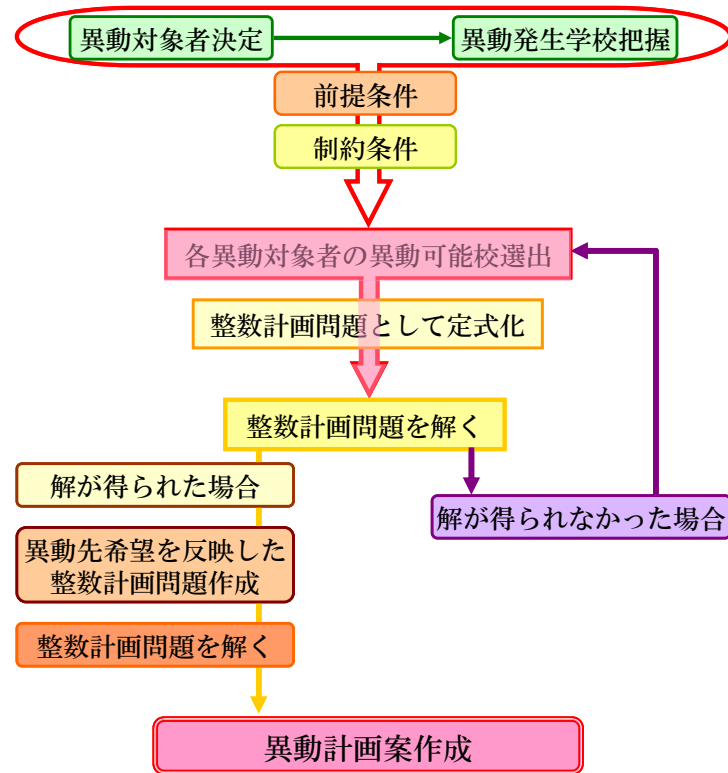 異動対象者決定
異動発生学校把握
前提条件
制約条件
各異動対象者の異動可能校選出
整数計画問題として定式化
整数計画問題を解く
解が得られた場合
解が得られなかった場合
異動先希望を反映した
整数計画問題作成
整数計画問題を解く
異動計画案作成